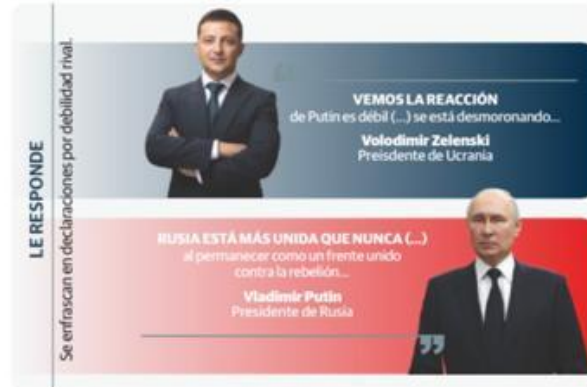 LE RESPONDE
Se enfrascan en declaraciones por debilidad rival.
“
VEMOS LA REACCIÓN
de Putin es débil (...) se está desmoronando...
Volodimir Zelenski
Preisdente de Ucrania
RUSIA ESTÁ MÁS UNIDA QUE NUNCA (...)
al permanecer como un frente unido
contra la rebelión...
Vladimir Putin
Presidente de Rusia
”